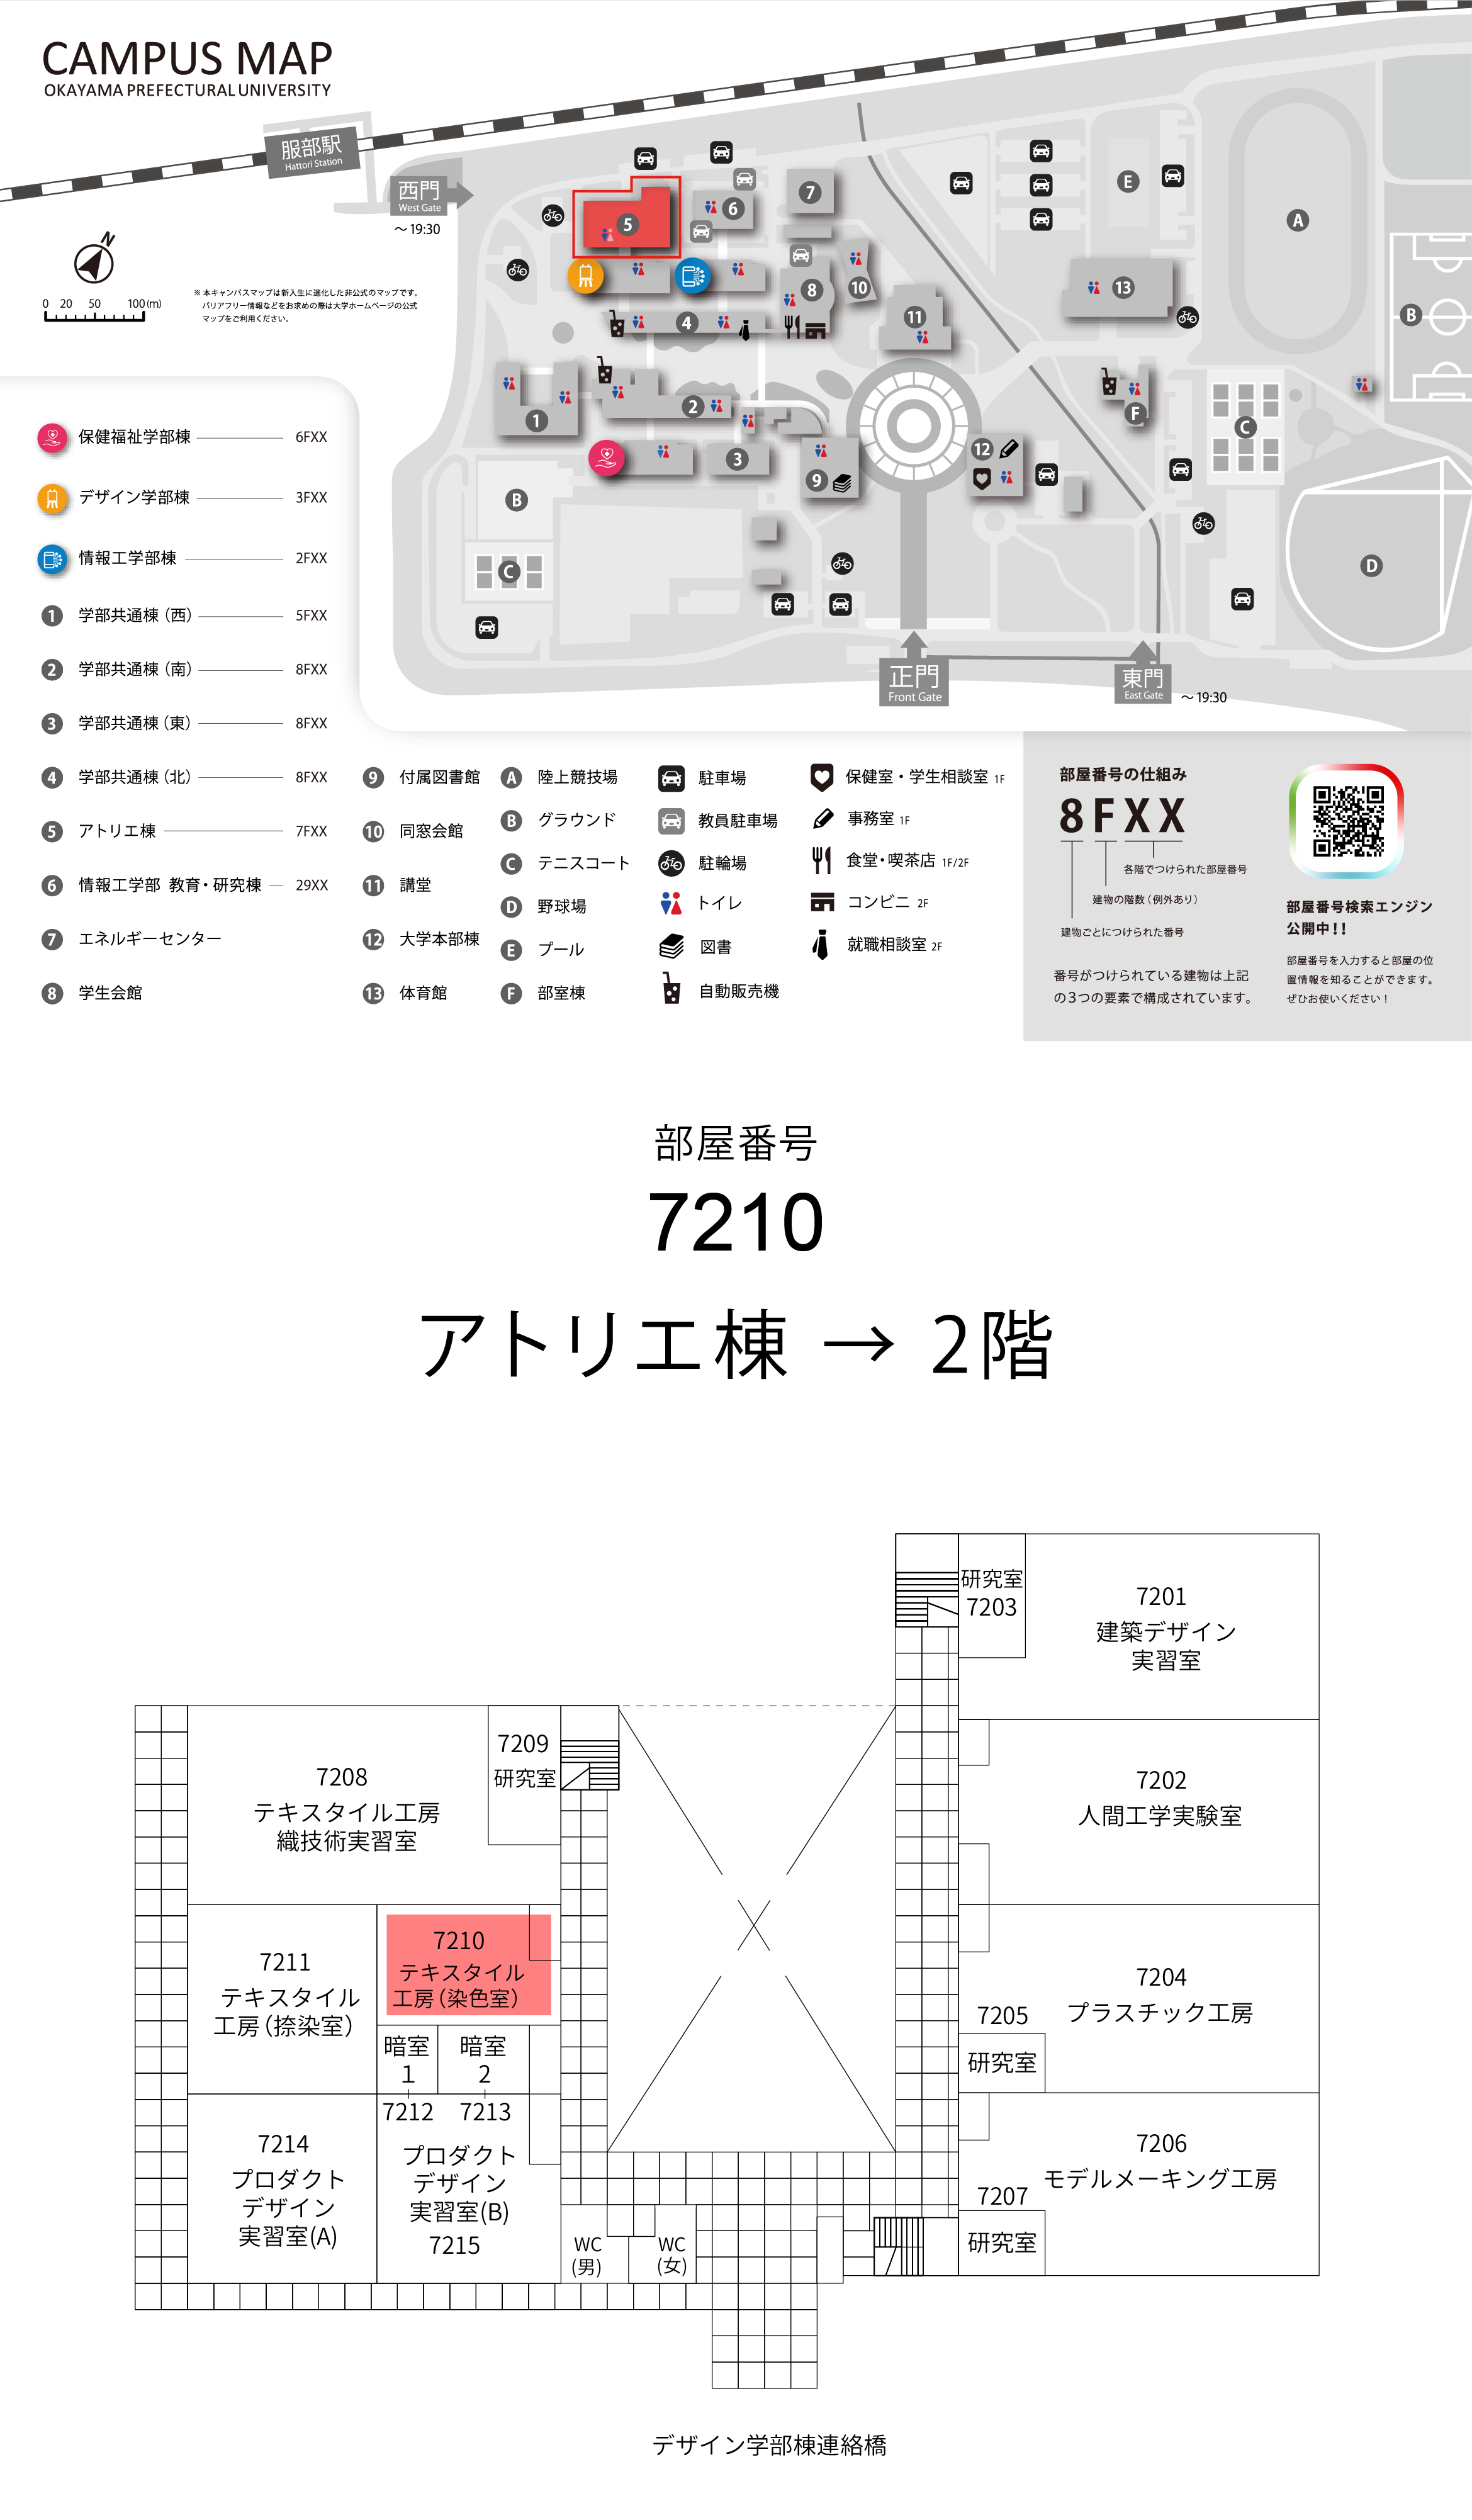 CAMPUS MAP
OKAYAMA PREFECTURAL UNIVERSITY
服部駅
Hattori Station
西門
West Gate
～19:30
N
0 20 50 100(m)
※ 本キャンパスマップは新入生に適化した非公式のマップです。
バリアフリー情報などをお求めの際は大学ホームページの公式
マップをご利用ください。
5
6
7
8
10
4
11
1
2
3
9
12
13
A
B
C
D
E
F
B
C
正門
Front Gate
東門
East Gate
～19:30
保健福祉学部棟 6FXX
デザイン学部棟 3FXX
情報工学部棟 2FXX
1 学部共通棟（西） 5FXX
2 学部共通棟（南） 8FXX
3 学部共通棟（東） 8FXX
4 学部共通棟（北） 8FXX
5 アトリエ棟 7FXX
6 情報工学部 教育・研究棟 29XX
7 エネルギーセンター
8 学生会館
9 付属図書館
10 同窓会館
11 講堂
12 大学本部棟
13 体育館
A 陸上競技場
B グラウンド
C テニスコート
D 野球場
E プール
F 部室棟
駐車場
教員駐車場
駐輪場
トイレ
図書
自動販売機
保健室・学生相談室 1F
事務室 1F
食堂・喫茶店 1F/2F
コンビニ 2F
就職相談室 2F
部屋番号の仕組み
8FXX
各階でつけられた部屋番号
建物の階数（例外あり）
建物ごとにつけられた番号
番号がつけられている建物は上記
の3つの要素で構成されています。
部屋番号検索エンジン
公開中！！
部屋番号を入力すると部屋の位
置情報を知ることができます。
ぜひお使いください！
部屋番号
7210
アトリエ棟 → 2階
研究室
7203
7201
建築デザイン
実習室
7209
研究室
7208
テキスタイル工房
織技術実習室
7202
人間工学実験室
7210
テキスタイル
工房（染色室）
7211
テキスタイル
工房（捺染室）
7204
プラスチック工房
7205
研究室
暗室
1
暗室
2
7212
7213
7214
プロダクト
デザイン
実習室(A)
プロダクト
デザイン
実習室(B)
7215
7206
モデルメーキング工房
7207
研究室
WC
(男)
WC
(女)
デザイン学部棟連絡橋